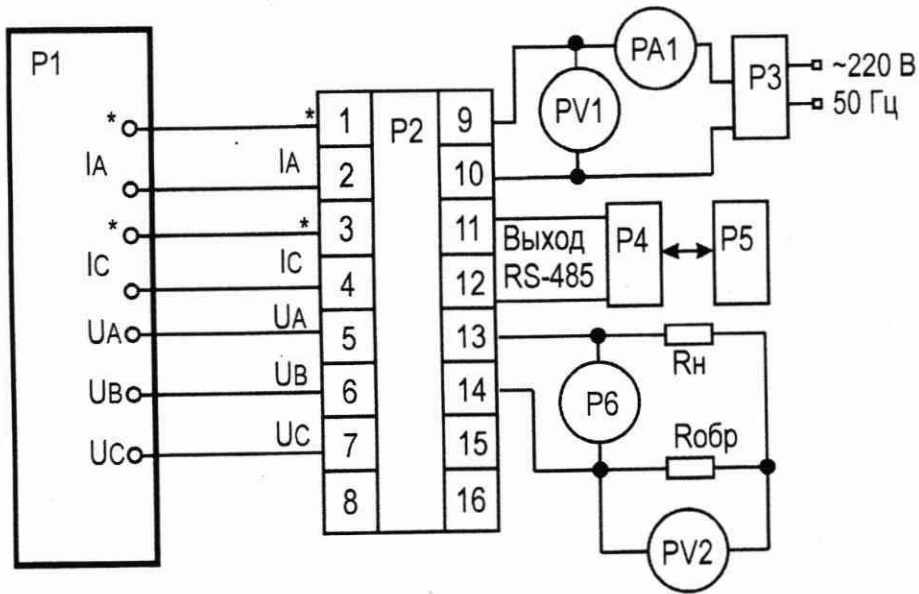 P1
*
IA
*
IC
UA
UB
UC
*
IA
*
IC
UA
UB
UC
1
2
3
4
5
6
7
8
P2
9
10
11
12
13
14
15
16
PV1
PA1
P3
~220 В
50 Гц
Выход
RS-485
P4
P5
P6
Rн
Rобр
PV2